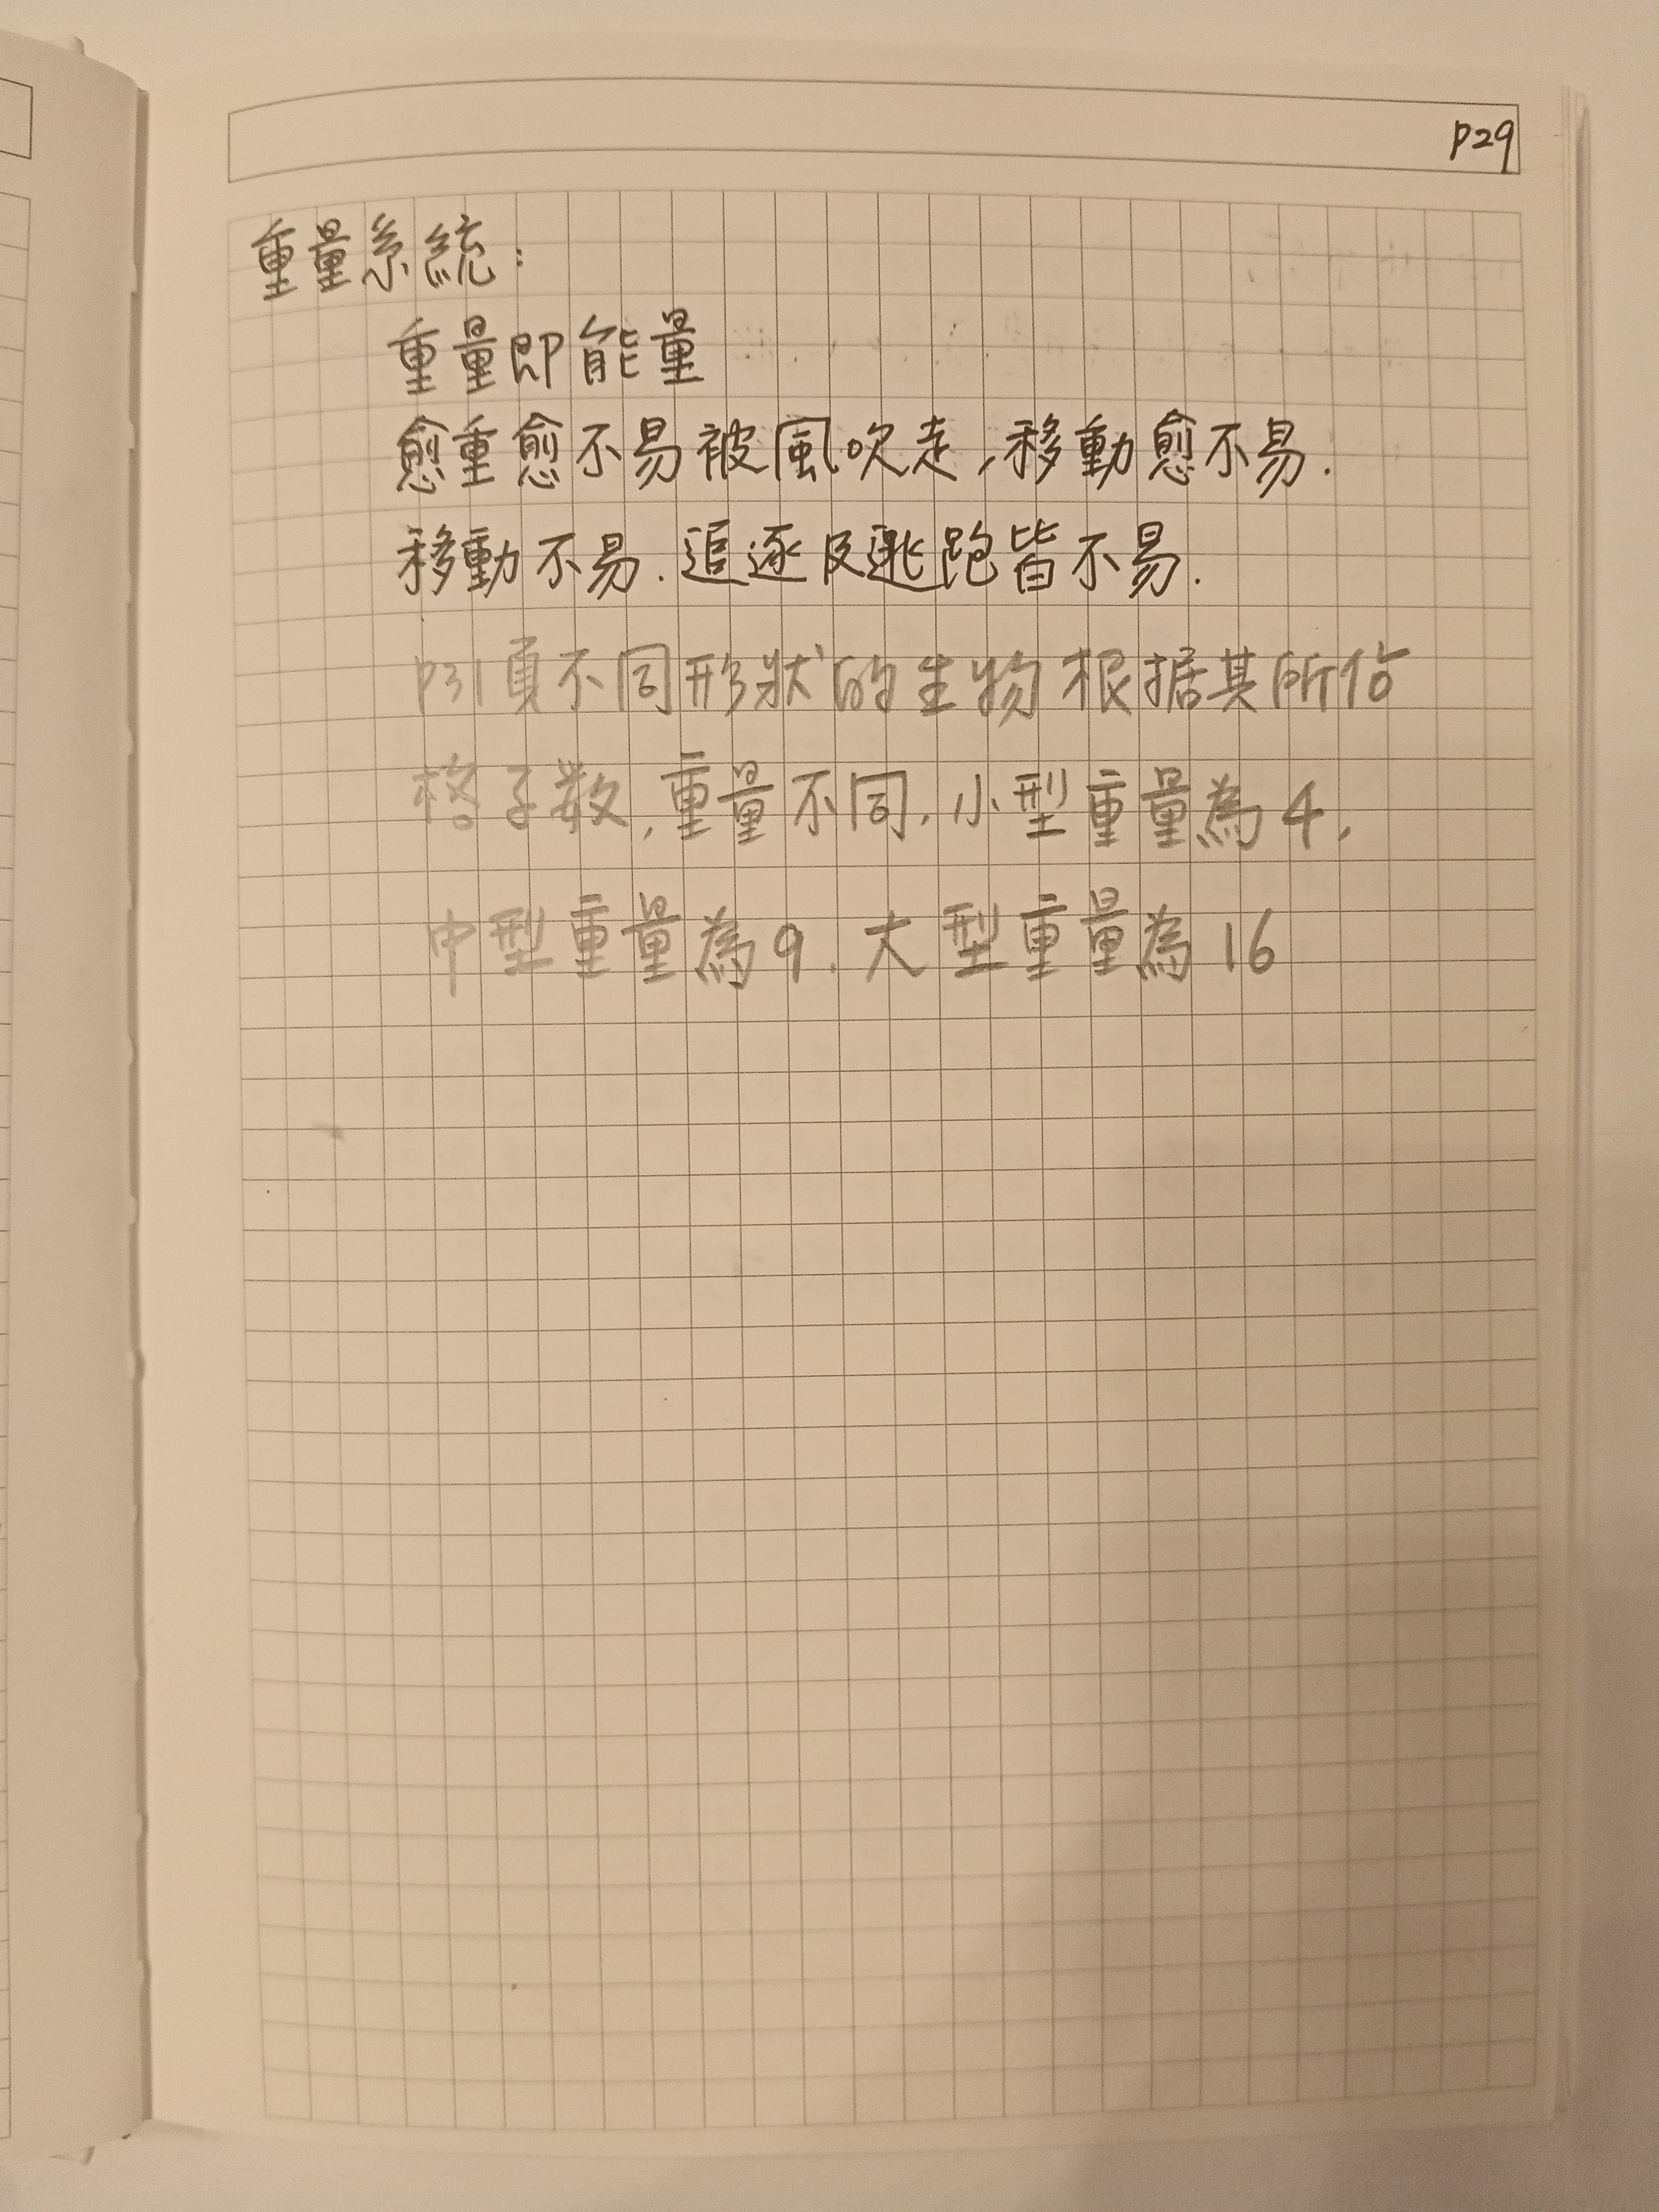 P29
重量系統：
重量即能量
愈重愈不易被風吹走，移動愈不易.
移動不易.追逐及逃跑皆不易.
P31頁不同形狀的生物根据其所佔
格子数,重量不同.小型重量為4,
中型重量為9.大型重量為16